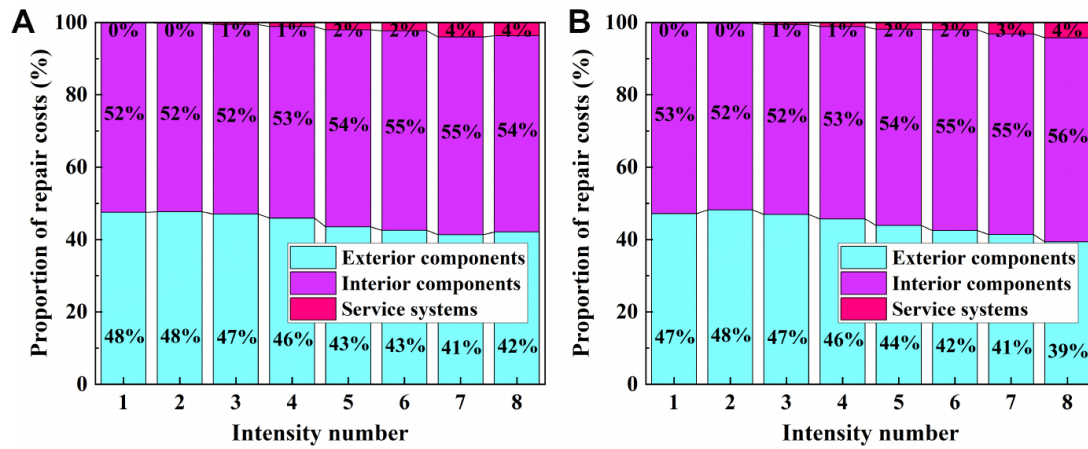 A
Proportion of repair costs (%)
100
80
60
40
20
0
0% 0% 1% 1% 2% 2% 4% 4%
52% 52% 52% 53% 54% 55% 55% 54%
Exterior components
Interior components
Service systems
48% 48% 47% 46% 43% 43% 41% 42%
1 2 3 4 5 6 7 8
Intensity number
B
Proportion of repair costs (%)
100
80
60
40
20
0
0% 0% 1% 1% 2% 2% 3% 4%
53% 52% 52% 53% 54% 55% 55% 56%
Exterior components
Interior components
Service systems
47% 48% 47% 46% 44% 42% 41% 39%
1 2 3 4 5 6 7 8
Intensity number